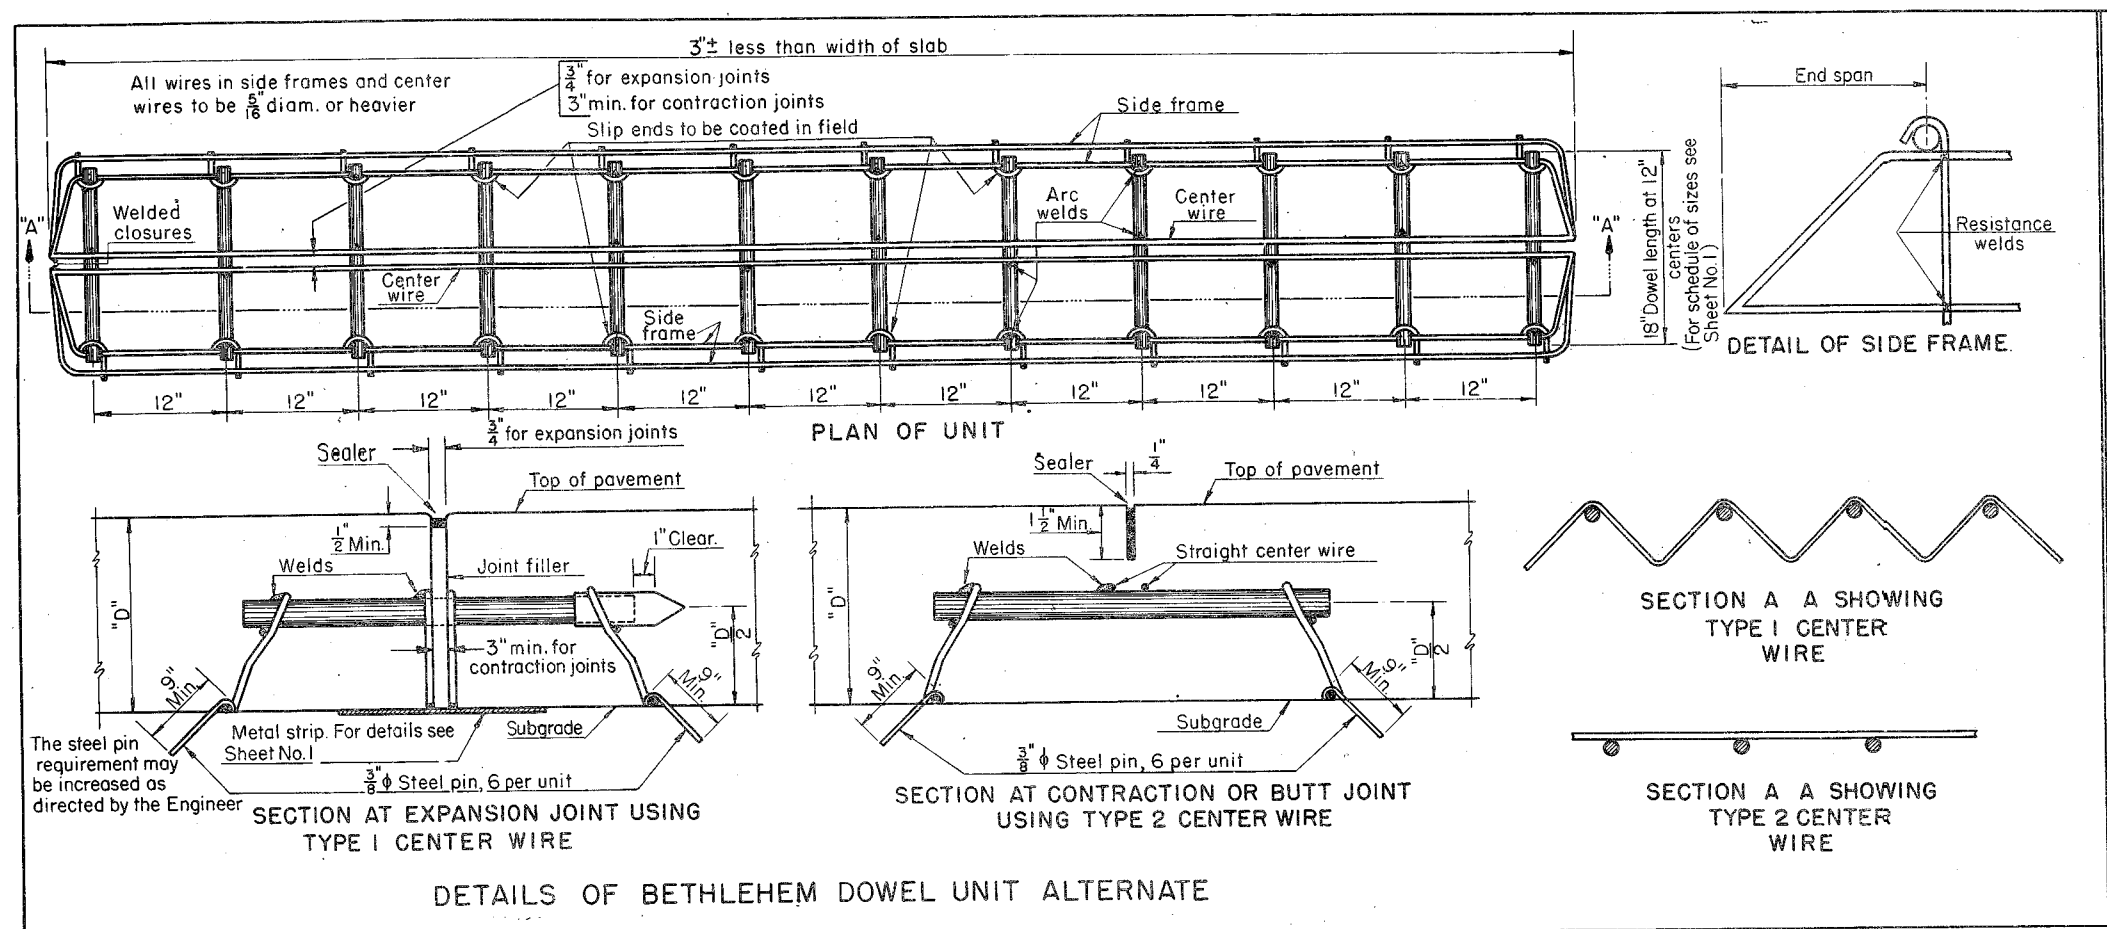 3"± less than width of slab
All wires in side frames and center
wires to be 5/16" diam. or heavier
3/4" for expansion joints
3" min. for contraction joints
Slip ends to be coated in field
Side frame
"A"
Welded
closures
Center
wire
Side
frame
Arc
welds
Center
wire
"A"
18" Dowel length at 12"
centers
(For schedule of sizes see
Sheet No. 1)
12"
12"
12"
12"
12"
12"
12"
12"
12"
12"
12"
PLAN OF UNIT
End span
Resistance
welds
DETAIL OF SIDE FRAME.
3/4" for expansion joints
Sealer
Top of pavement
1/2" Min.
1" Clear.
Welds
Joint filler
"D"
"D"/2
3" min. for
contraction joints
9"
Min.
9"
Min.
Metal strip. For details see
Sheet No. 1
Subgrade
The steel pin
requirement may
be increased as
directed by the Engineer
3/8" ϕ Steel pin, 6 per unit
SECTION AT EXPANSION JOINT USING
TYPE 1 CENTER WIRE
Sealer
1/4"
Top of pavement
1 1/2" Min.
Welds
Straight center wire
"D"
"D"/2
9"
Min.
9"
Min.
Subgrade
3/8" ϕ Steel pin, 6 per unit
SECTION AT CONTRACTION OR BUTT JOINT
USING TYPE 2 CENTER WIRE
SECTION A A SHOWING
TYPE 1 CENTER
WIRE
SECTION A A SHOWING
TYPE 2 CENTER
WIRE
DETAILS OF BETHLEHEM DOWEL UNIT ALTERNATE